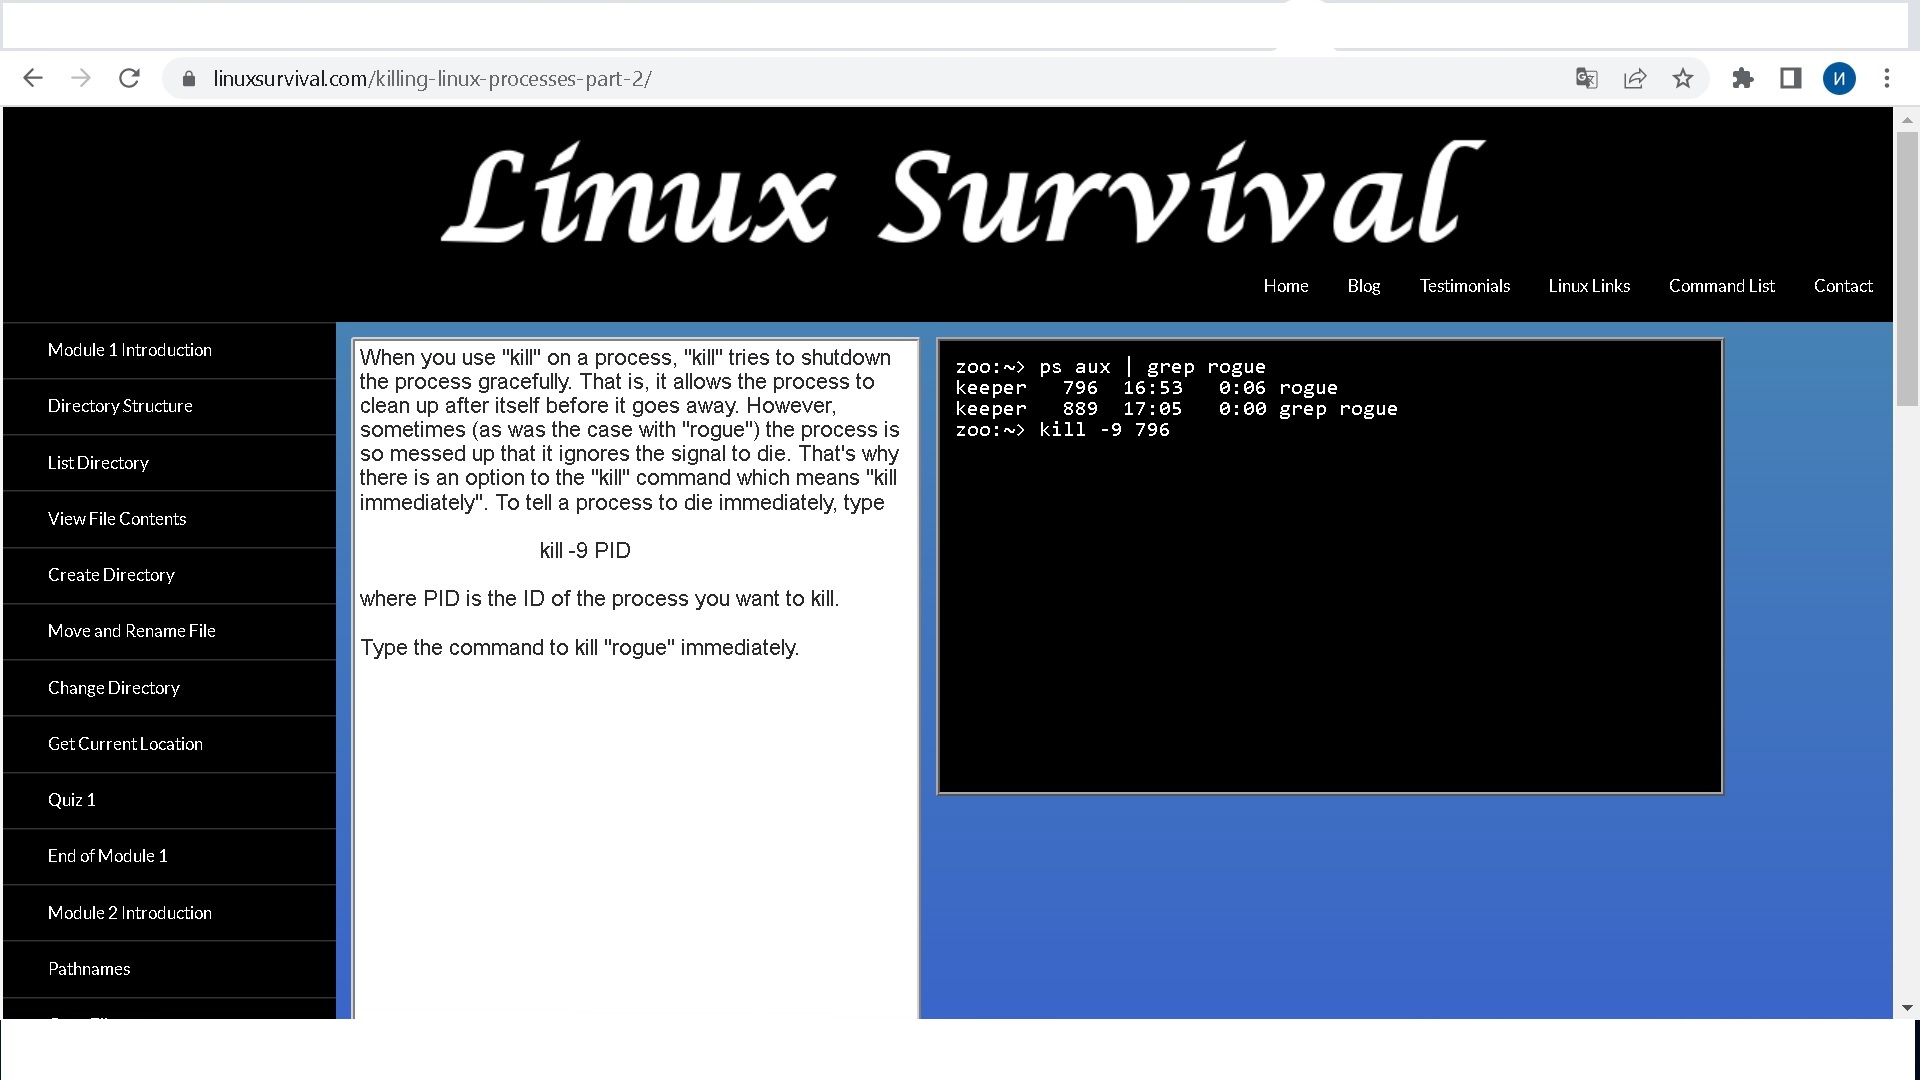 linuxsurvival.com/killing-linux-processes-part-2/
И
Linux Survival
Home Blog Testimonials Linux Links Command List Contact
Module 1 Introduction
Directory Structure
List Directory
View File Contents
Create Directory
Move and Rename File
Change Directory
Get Current Location
Quiz 1
End of Module 1
Module 2 Introduction
Pathnames
When you use "kill" on a process, "kill" tries to shutdown
the process gracefully. That is, it allows the process to
clean up after itself before it goes away. However,
sometimes (as was the case with "rogue") the process is
so messed up that it ignores the signal to die. That's why
there is an option to the "kill" command which means "kill
immediately". To tell a process to die immediately, type
kill -9 PID
where PID is the ID of the process you want to kill.
Type the command to kill "rogue" immediately.
zoo:~> ps aux | grep rogue
keeper 796 16:53 0:06 rogue
keeper 889 17:05 0:00 grep rogue
zoo:~> kill -9 796